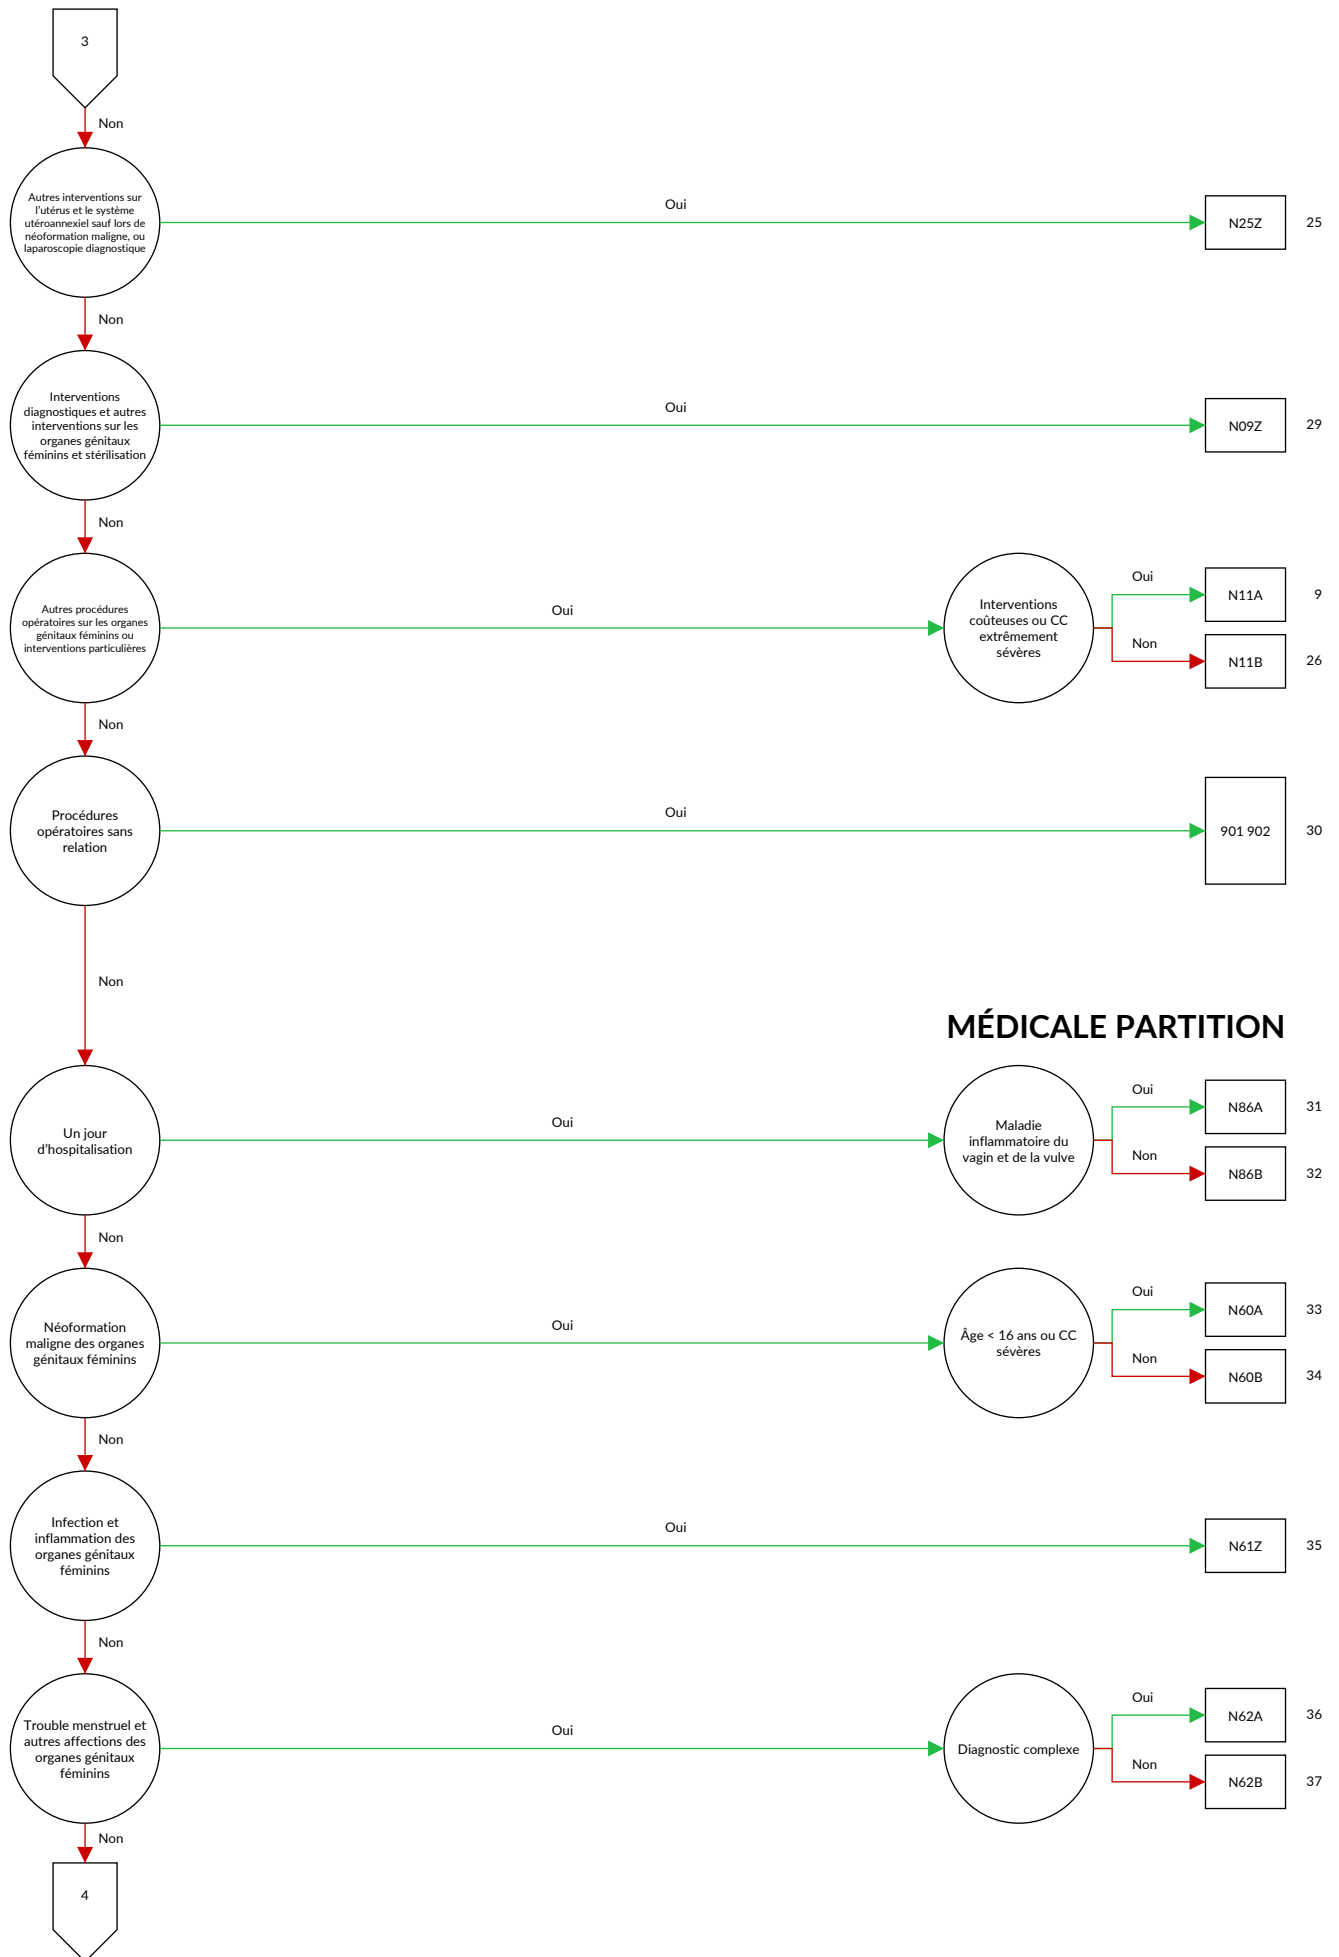 3
Non
Autres interventions sur
l'utérus et le système
utéroannexiel sauf lors de
néoformation maligne, ou
laparoscopie diagnostique
Oui
N25Z
25
Non
Interventions
diagnostiques et autres
interventions sur les
organes génitaux
féminins et stérilisation
Oui
N09Z
29
Non
Autres procédures
opératoires sur les organes
génitaux féminins ou
interventions particulières
Oui
Interventions
coûteuses ou CC
extrêmement
sévères
Oui
N11A
9
Non
N11B
26
Non
Procédures
opératoires sans
relation
Oui
901 902
30
Non
MÉDICALE PARTITION
Un jour
d'hospitalisation
Oui
Maladie
inflammatoire du
vagin et de la vulve
Oui
N86A
31
Non
N86B
32
Non
Néoformation
maligne des organes
génitaux féminins
Oui
Âge < 16 ans ou CC
sévères
Oui
N60A
33
Non
N60B
34
Non
Infection et
inflammation des
organes génitaux
féminins
Oui
N61Z
35
Non
Trouble menstruel et
autres affections des
organes génitaux
féminins
Oui
Diagnostic complexe
Oui
N62A
36
Non
N62B
37
Non
4